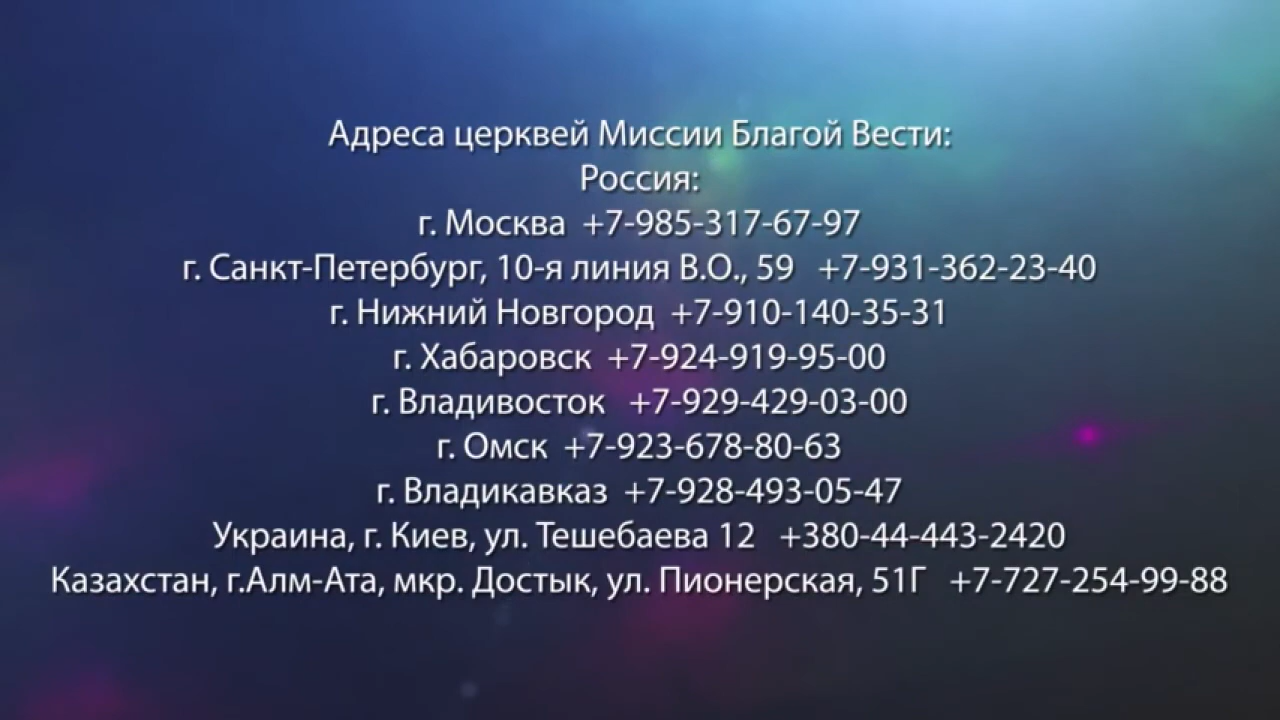 Адреса церквей Миссии Благой Вести:
Россия:
г. Москва +7-985-317-67-97
г. Санкт-Петербург, 10-я линия В.О., 59 +7-931-362-23-40
г. Нижний Новгород +7-910-140-35-31
г. Хабаровск +7-924-919-95-00
г. Владивосток +7-929-429-03-00
г. Омск +7-923-678-80-63
г. Владикавказ +7-928-493-05-47
Украина, г. Киев, ул. Тешебаева 12 +380-44-443-2420
Казахстан, г.Алм-Ата, мкр. Достык, ул. Пионерская, 51Г +7-727-254-99-88